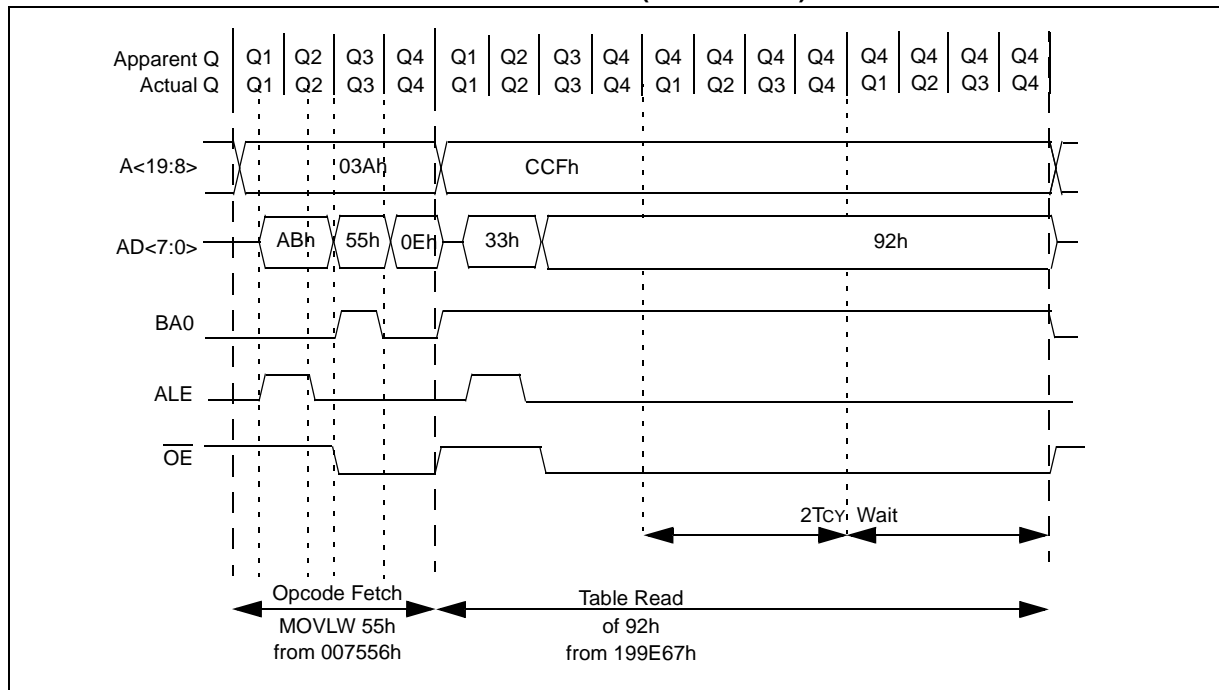 Apparent Q Q1 Q2 Q3 Q4 Q1 Q2 Q3 Q4 Q4 Q4 Q4 Q4 Q4 Q4 Q4 Q4
Actual Q Q1 Q2 Q3 Q4 Q1 Q2 Q3 Q4 Q1 Q2 Q3 Q4 Q1 Q2 Q3 Q4
A<19:8> 03Ah CCFh
AD<7:0> ABh 55h 0Eh 33h 92h
BA0
ALE
OE
2TCY Wait
Opcode Fetch
MOVLW 55h
from 007556h
Table Read
of 92h
from 199E67h